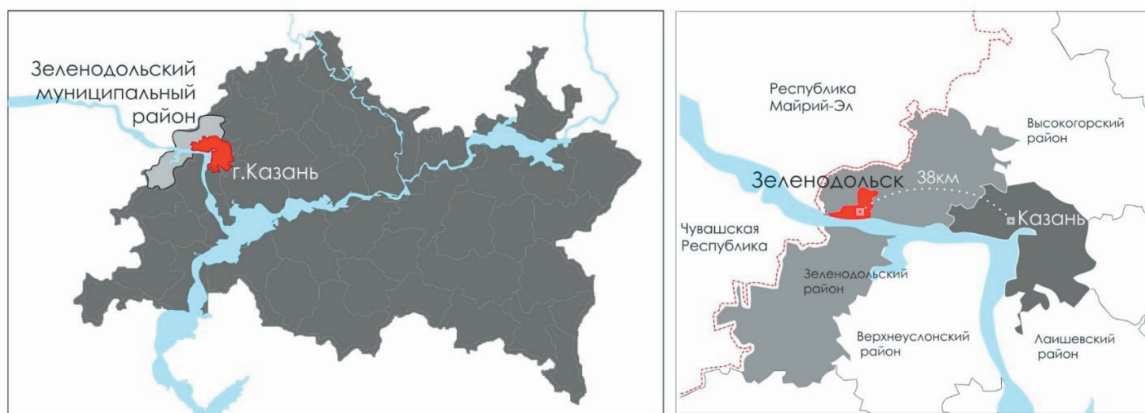 Зеленодольский
муниципальный
район
г.Казань
Республика
Майрий-Эл
Высокогорский
район
38км
Зеленодольск
Казань
Чувашская
Республика
Зеленодольский
район
Верхнеуслонский
район
Лаишевский
район